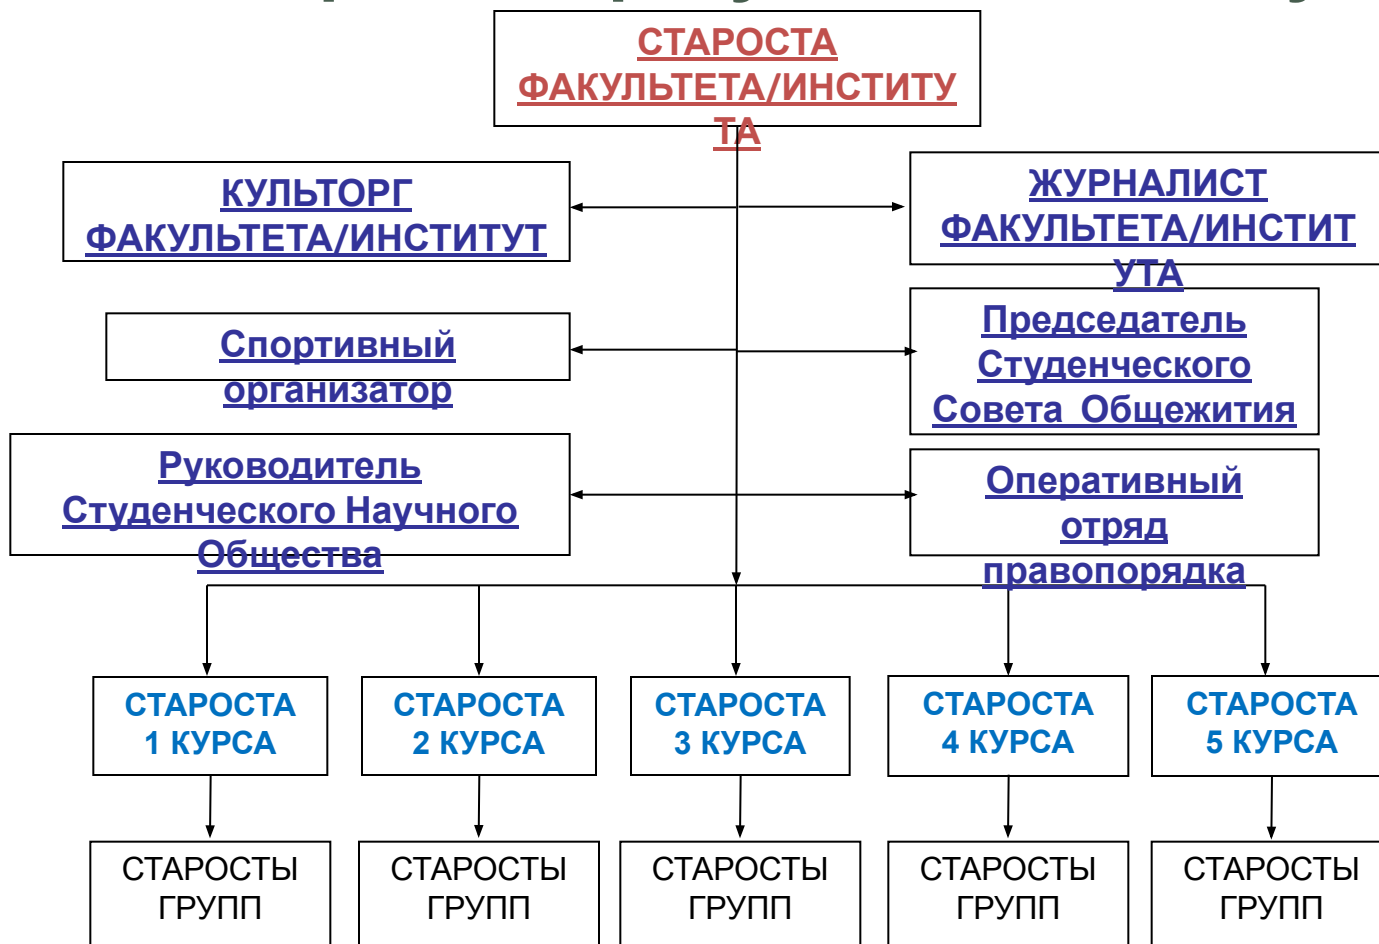 СТАРОСТА
ФАКУЛЬТЕТА/ИНСТИТУ
ТА
КУЛЬТОРГ
ФАКУЛЬТЕТА/ИНСТИТУТ
ЖУРНАЛИСТ
ФАКУЛЬТЕТА/ИНСТИТ
УТА
Спортивный
организатор
Председатель
Студенческого
Совета Общежития
Руководитель
Студенческого Научного
Общества
Оперативный
отряд
правопорядка
СТАРОСТА
1 КУРСА
СТАРОСТА
2 КУРСА
СТАРОСТА
3 КУРСА
СТАРОСТА
4 КУРСА
СТАРОСТА
5 КУРСА
СТАРОСТЫ
ГРУПП
СТАРОСТЫ
ГРУПП
СТАРОСТЫ
ГРУПП
СТАРОСТЫ
ГРУПП
СТАРОСТЫ
ГРУПП